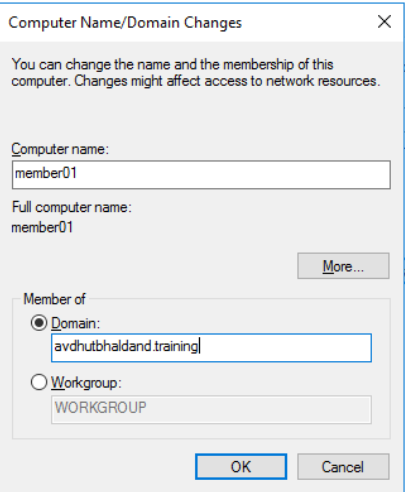 Computer Name/Domain Changes
You can change the name and the membership of this
computer. Changes might affect access to network resources.
Computer name:
member01
Full computer name:
member01
More...
Member of
Domain:
avdhutbhaldand.training
Workgroup:
WORKGROUP
OK
Cancel